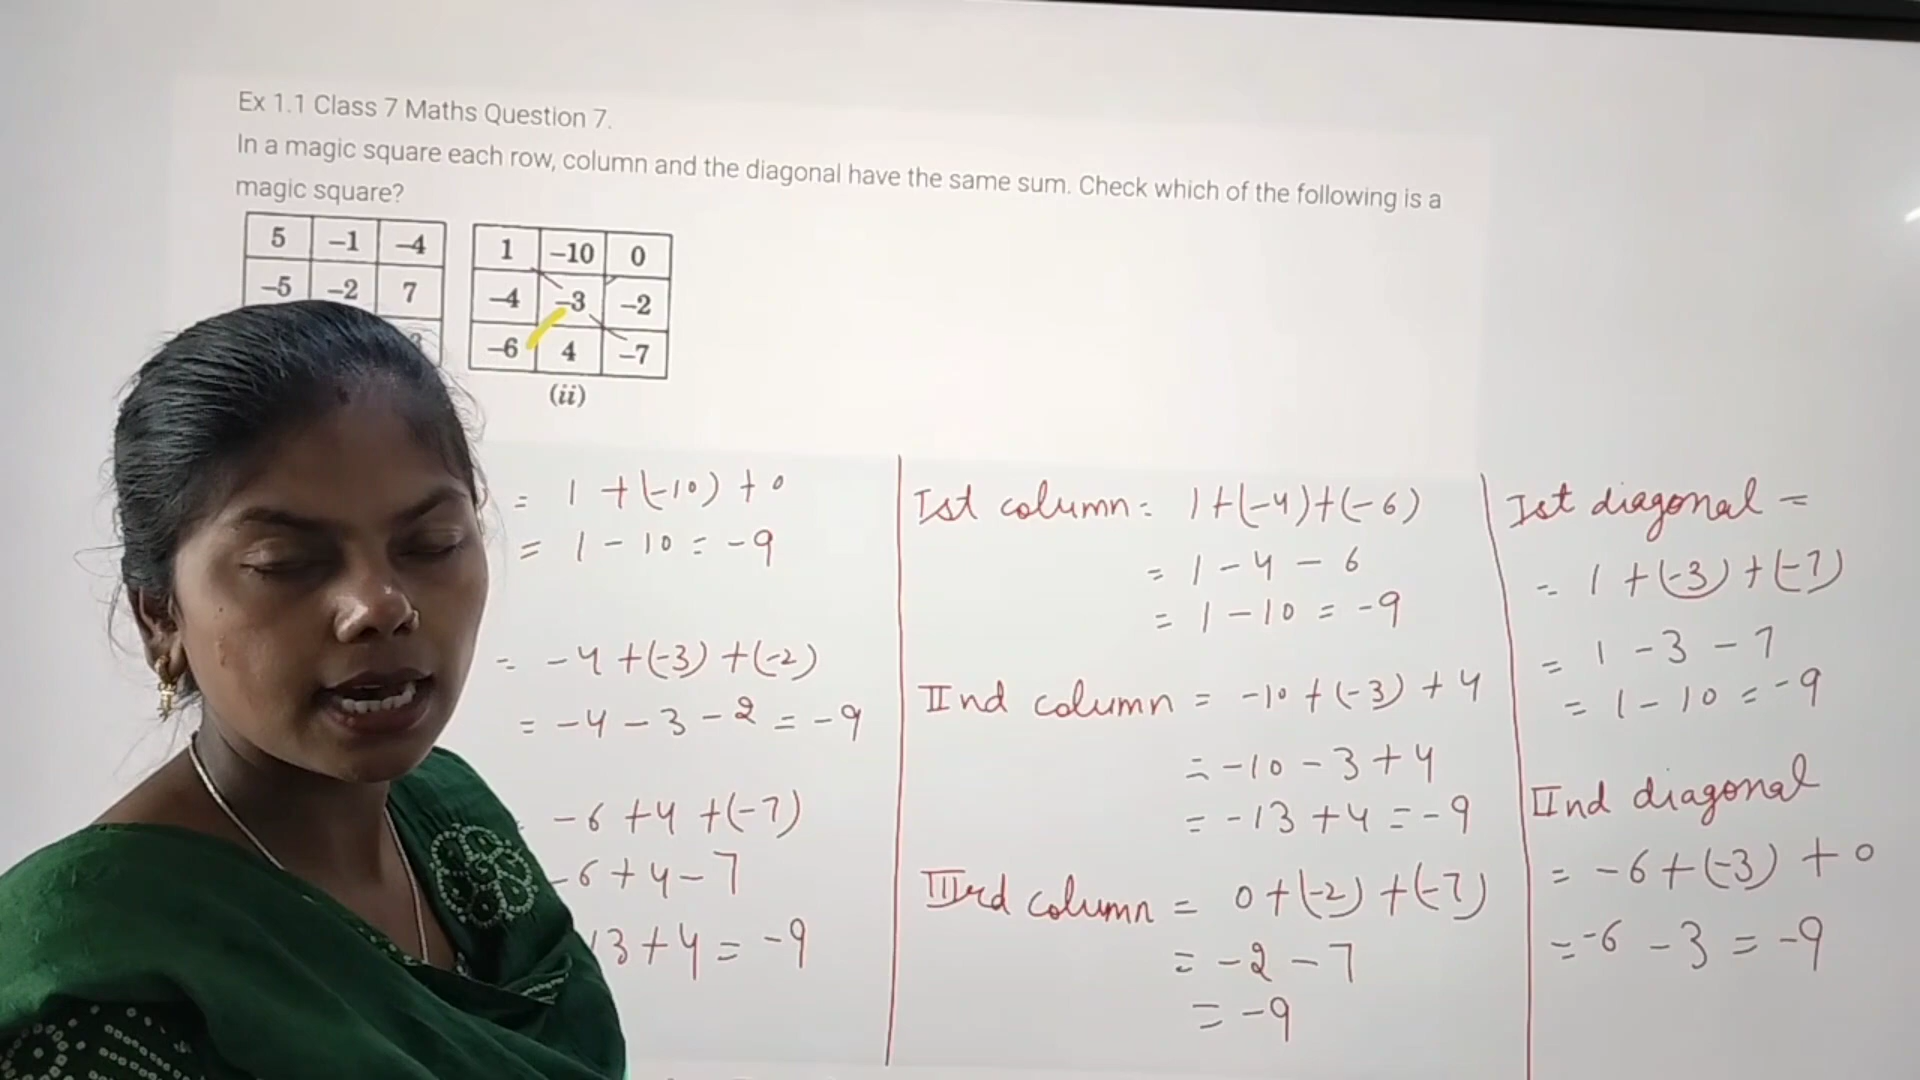 Ex 1.1 Class 7 Maths Question 7.
In a magic square each row, column and the diagonal have the same sum. Check which of the following is a
magic square?
5 -1 -4
-5 -2 7
1 -10 0
-4 -3 -2
-6 4 -7
(ii)
= 1 + (-10) + 0
= 1 - 10 = -9
= -4 + (-3) + (-2)
= -4 - 3 - 2 = -9
-6 + 4 + (-7)
-6 + 4 - 7
13 + 4 = -9
Ist column = 1 + (-4) + (-6)
= 1 - 4 - 6
= 1 - 10 = -9
IInd column = -10 + (-3) + 4
= -10 - 3 + 4
= -13 + 4 = -9
IIIrd column = 0 + (-2) + (-7)
= -2 - 7
= -9
Ist diagonal =
= 1 + (-3) + (-7)
= 1 - 3 - 7
= 1 - 10 = -9
IInd diagonal
= -6 + (-3) + 0
= -6 - 3 = -9